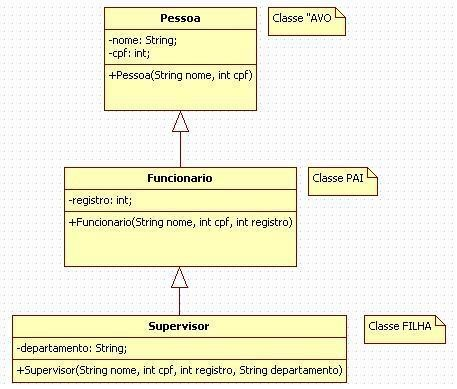 Pessoa
Classe "AVO
-nome: String;
-cpf: int;
+Pessoa(String nome, int cpf)
Funcionario
Classe PAI
-registro: int;
+Funcionario(String nome, int cpf, int registro)
Supervisor
Classe FILHA
-departamento: String;
+Supervisor(String nome, int cpf, int registro, String departamento)